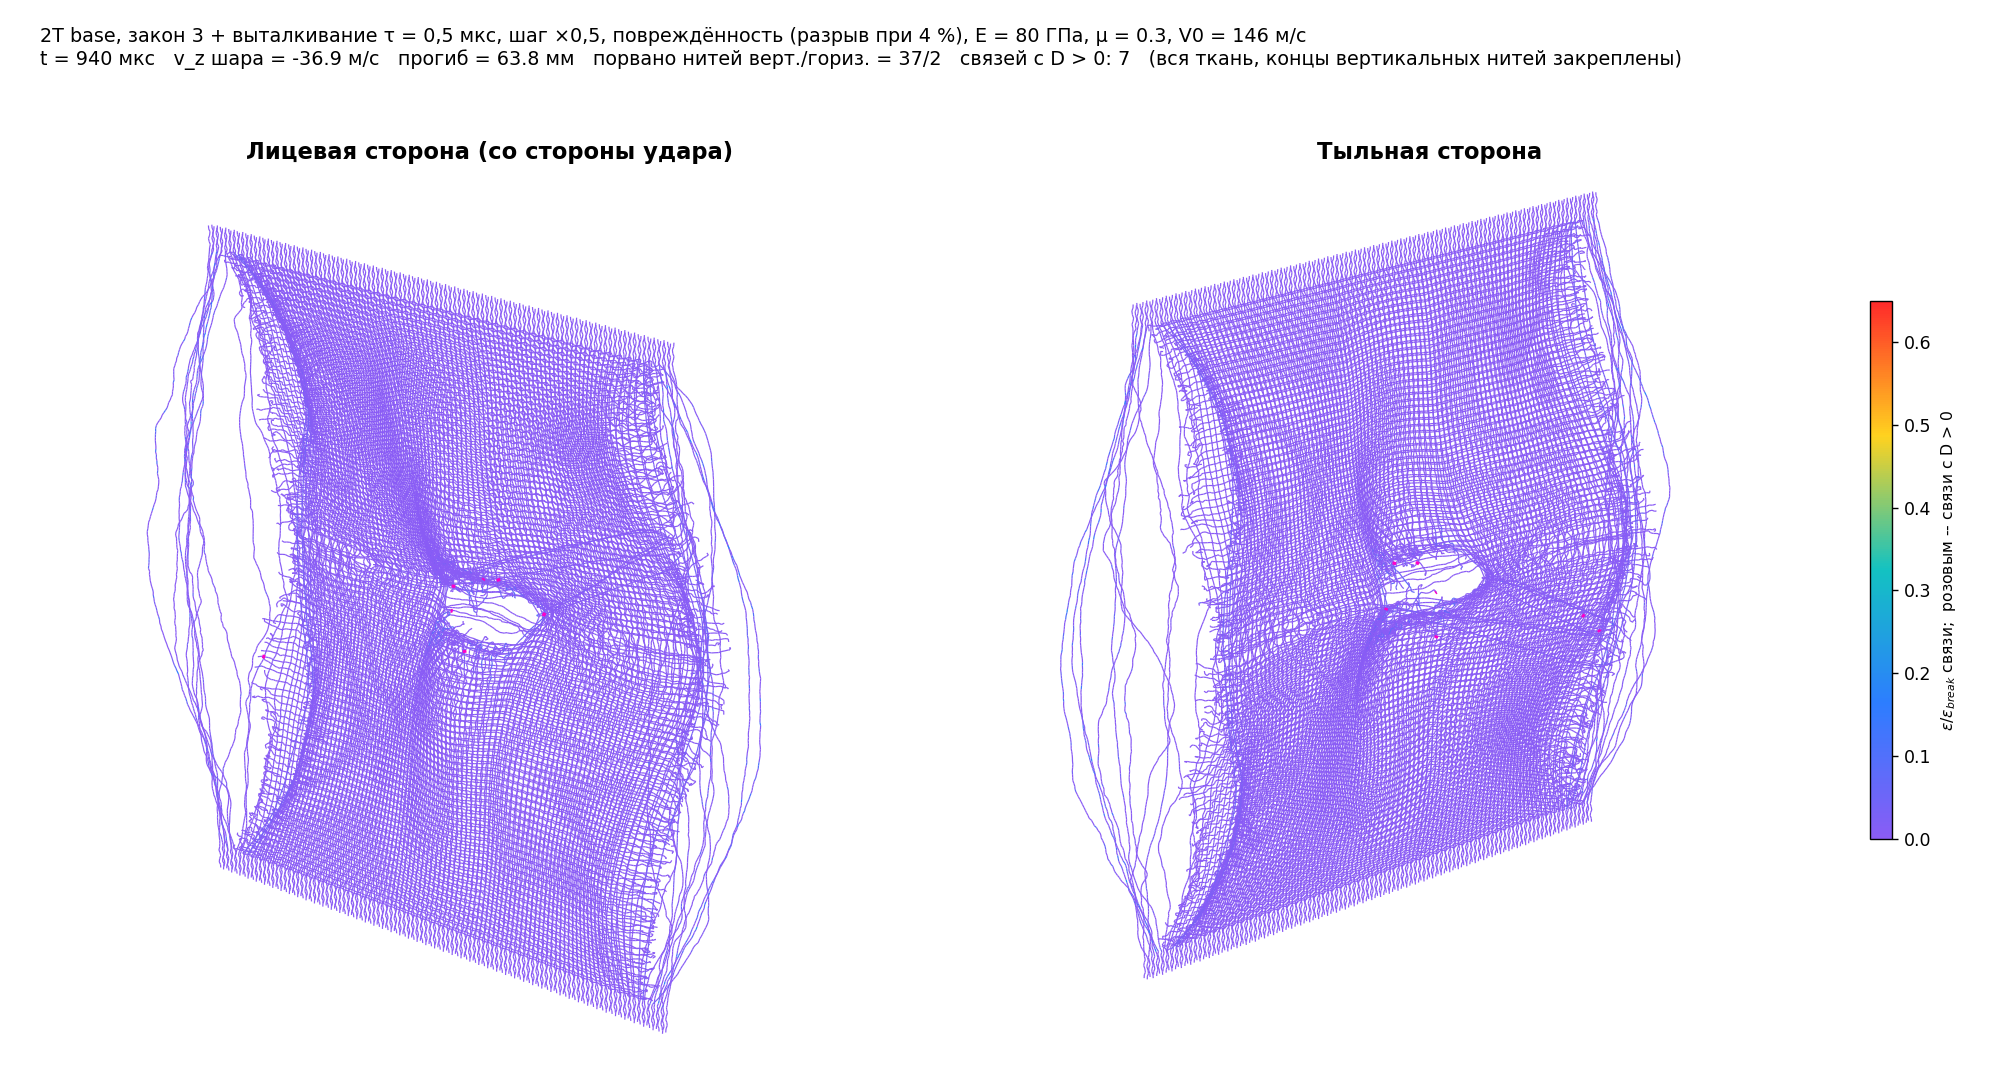 2T base, закон 3 + выталкивание τ = 0,5 мкс, шаг ×0,5, повреждённость (разрыв при 4 %), E = 80 ГПа, μ = 0.3, V0 = 146 м/с
t = 940 мкс   v_z шара = -36.9 м/с   прогиб = 63.8 мм   порвано нитей верт./гориз. = 37/2   связей с D > 0: 7   (вся ткань, концы вертикальных нитей закреплены)
Лицевая сторона (со стороны удара)
Тыльная сторона
0.6
0.5
0.4
0.3
0.2
0.1
0.0
ε/ε_break связи;  розовым -- связи с D > 0